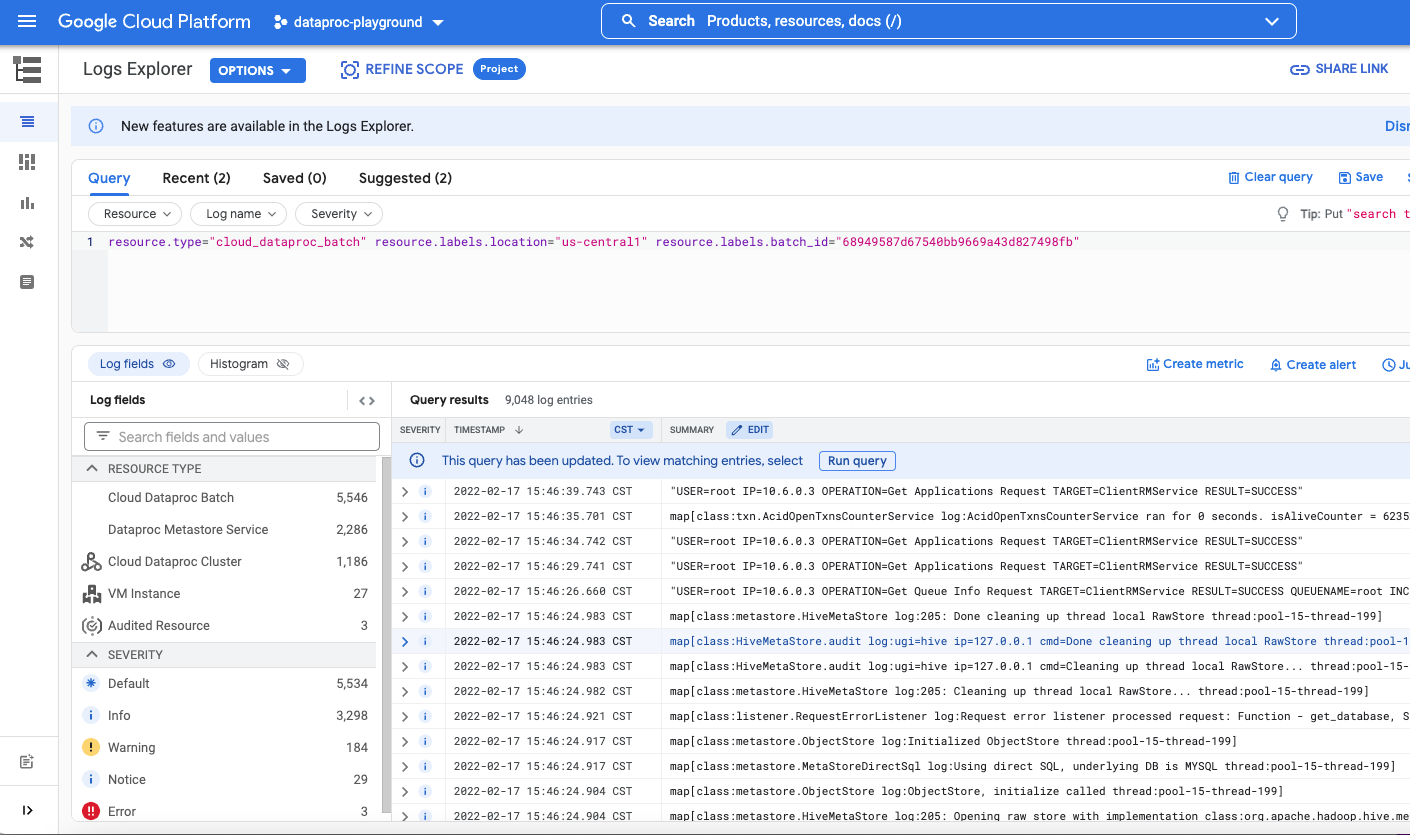 Google Cloud Platform dataproc-playground Search Products, resources, docs (/)
Logs Explorer OPTIONS REFINE SCOPE Project SHARE LINK
New features are available in the Logs Explorer.
Query Recent (2) Saved (0) Suggested (2) Clear query Save
Resource Log name Severity Tip: Put "search t
1 resource.type="cloud_dataproc_batch" resource.labels.location="us-central1" resource.labels.batch_id="68949587d67540bb9669a43d827498fb"
Log fields Histogram Create metric Create alert
Log fields < > Query results 9,048 log entries
SEVERITY TIMESTAMP CST SUMMARY EDIT
Search fields and values
This query has been updated. To view matching entries, select Run query
RESOURCE TYPE
Cloud Dataproc Batch 5,546
Dataproc Metastore Service 2,286
Cloud Dataproc Cluster 1,186
VM Instance 27
Audited Resource 3
SEVERITY
Default 5,534
Info 3,298
Warning 184
Notice 29
Error 3
2022-02-17 15:46:39.743 CST "USER=root IP=10.6.0.3 OPERATION=Get Applications Request TARGET=ClientRMService RESULT=SUCCESS"
2022-02-17 15:46:35.701 CST map[class:txn.AcidOpenTxnsCounterService log:AcidOpenTxnsCounterService ran for 0 seconds. isAliveCounter = 6235
2022-02-17 15:46:34.742 CST "USER=root IP=10.6.0.3 OPERATION=Get Applications Request TARGET=ClientRMService RESULT=SUCCESS"
2022-02-17 15:46:29.741 CST "USER=root IP=10.6.0.3 OPERATION=Get Applications Request TARGET=ClientRMService RESULT=SUCCESS"
2022-02-17 15:46:26.660 CST "USER=root IP=10.6.0.3 OPERATION=Get Queue Info Request TARGET=ClientRMService RESULT=SUCCESS QUEUENAME=root INC
2022-02-17 15:46:24.983 CST map[class:metastore.HiveMetaStore log:205: Done cleaning up thread local RawStore thread:pool-15-thread-199]
2022-02-17 15:46:24.983 CST map[class:HiveMetaStore.audit log:ugi=hive ip=127.0.0.1 cmd=Done cleaning up thread local RawStore thread:pool-1
2022-02-17 15:46:24.983 CST map[class:HiveMetaStore.audit log:ugi=hive ip=127.0.0.1 cmd=Cleaning up thread local RawStore... thread:pool-15-
2022-02-17 15:46:24.982 CST map[class:metastore.HiveMetaStore log:205: Cleaning up thread local RawStore... thread:pool-15-thread-199]
2022-02-17 15:46:24.921 CST map[class:listener.RequestErrorListener log:Request error listener processed request: Function - get_database, S
2022-02-17 15:46:24.917 CST map[class:metastore.ObjectStore log:Initialized ObjectStore thread:pool-15-thread-199]
2022-02-17 15:46:24.917 CST map[class:metastore.MetaStoreDirectSql log:Using direct SQL, underlying DB is MYSQL thread:pool-15-thread-199]
2022-02-17 15:46:24.904 CST map[class:metastore.ObjectStore log:ObjectStore, initialize called thread:pool-15-thread-199]
2022-02-17 15:46:24.904 CST map[class:metastore.HiveMetaStore log:205: Opening raw store with implementation class:org.apache.hadoop.hive.me